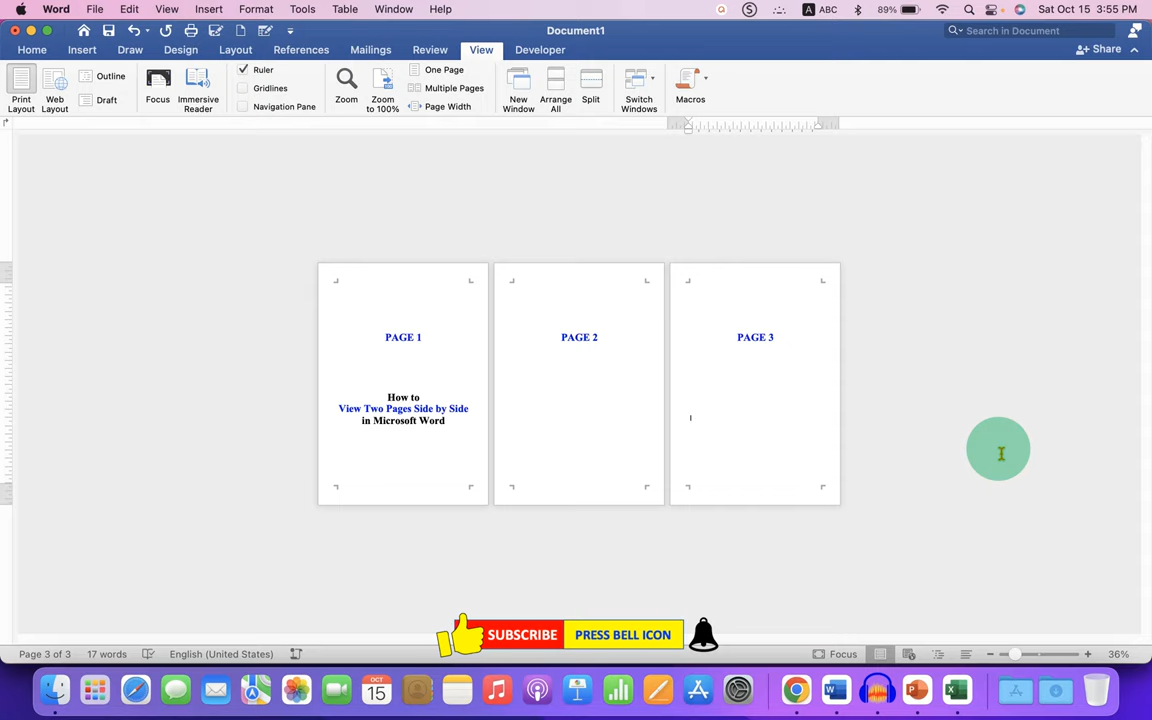 Word File Edit View Insert Format Tools Table Window Help
A ABC 89% Sat Oct 15 3:55 PM
Document1
Search in Document
Home Insert Draw Design Layout References Mailings Review View Developer
Share
Print Layout
Web Layout
Outline
Draft
Focus
Immersive Reader
Ruler
Gridlines
Navigation Pane
Zoom
Zoom to 100%
One Page
Multiple Pages
Page Width
New Window
Arrange All
Split
Switch Windows
Macros
PAGE 1
How to
View Two Pages Side by Side
in Microsoft Word
PAGE 2
PAGE 3
SUBSCRIBE PRESS BELL ICON
Page 3 of 3 17 words English (United States) Focus 36%
OCT
15